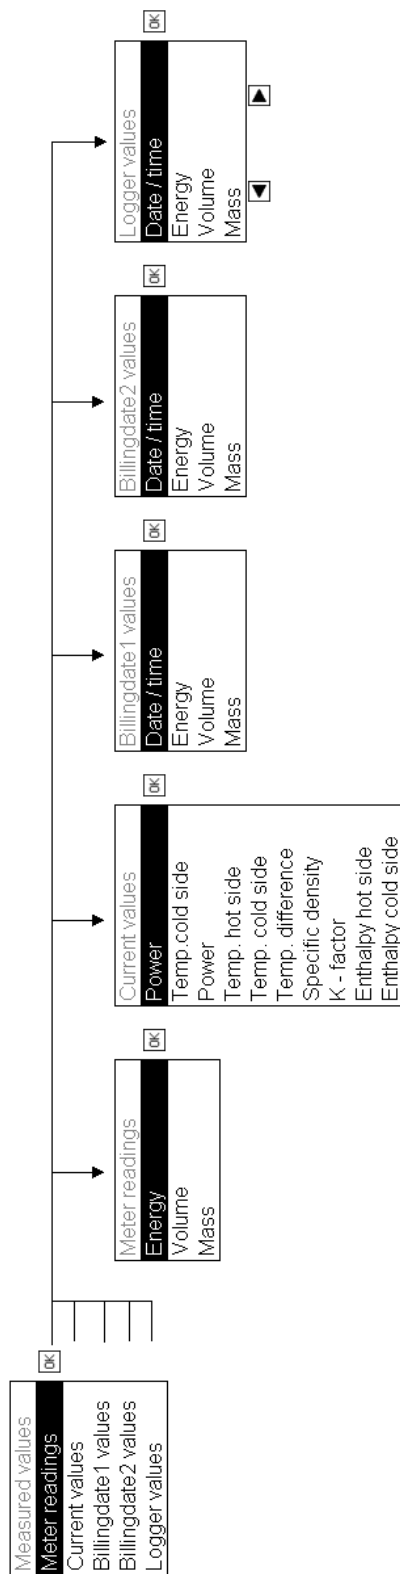 Measured values
Meter readings
Current values
Billingdate1 values
Billingdate2 values
Logger values
OK
Meter readings
Energy
Volume
Mass
OK
Current values
Power
Temp.cold side
Power
Temp. hot side
Temp. cold side
Temp. difference
Specific density
K - factor
Enthalpy hot side
Enthalpy cold side
OK
Billingdate1 values
Date / time
Energy
Volume
Mass
OK
Billingdate2 values
Date / time
Energy
Volume
Mass
OK
Logger values
Date / time
Energy
Volume
Mass
OK